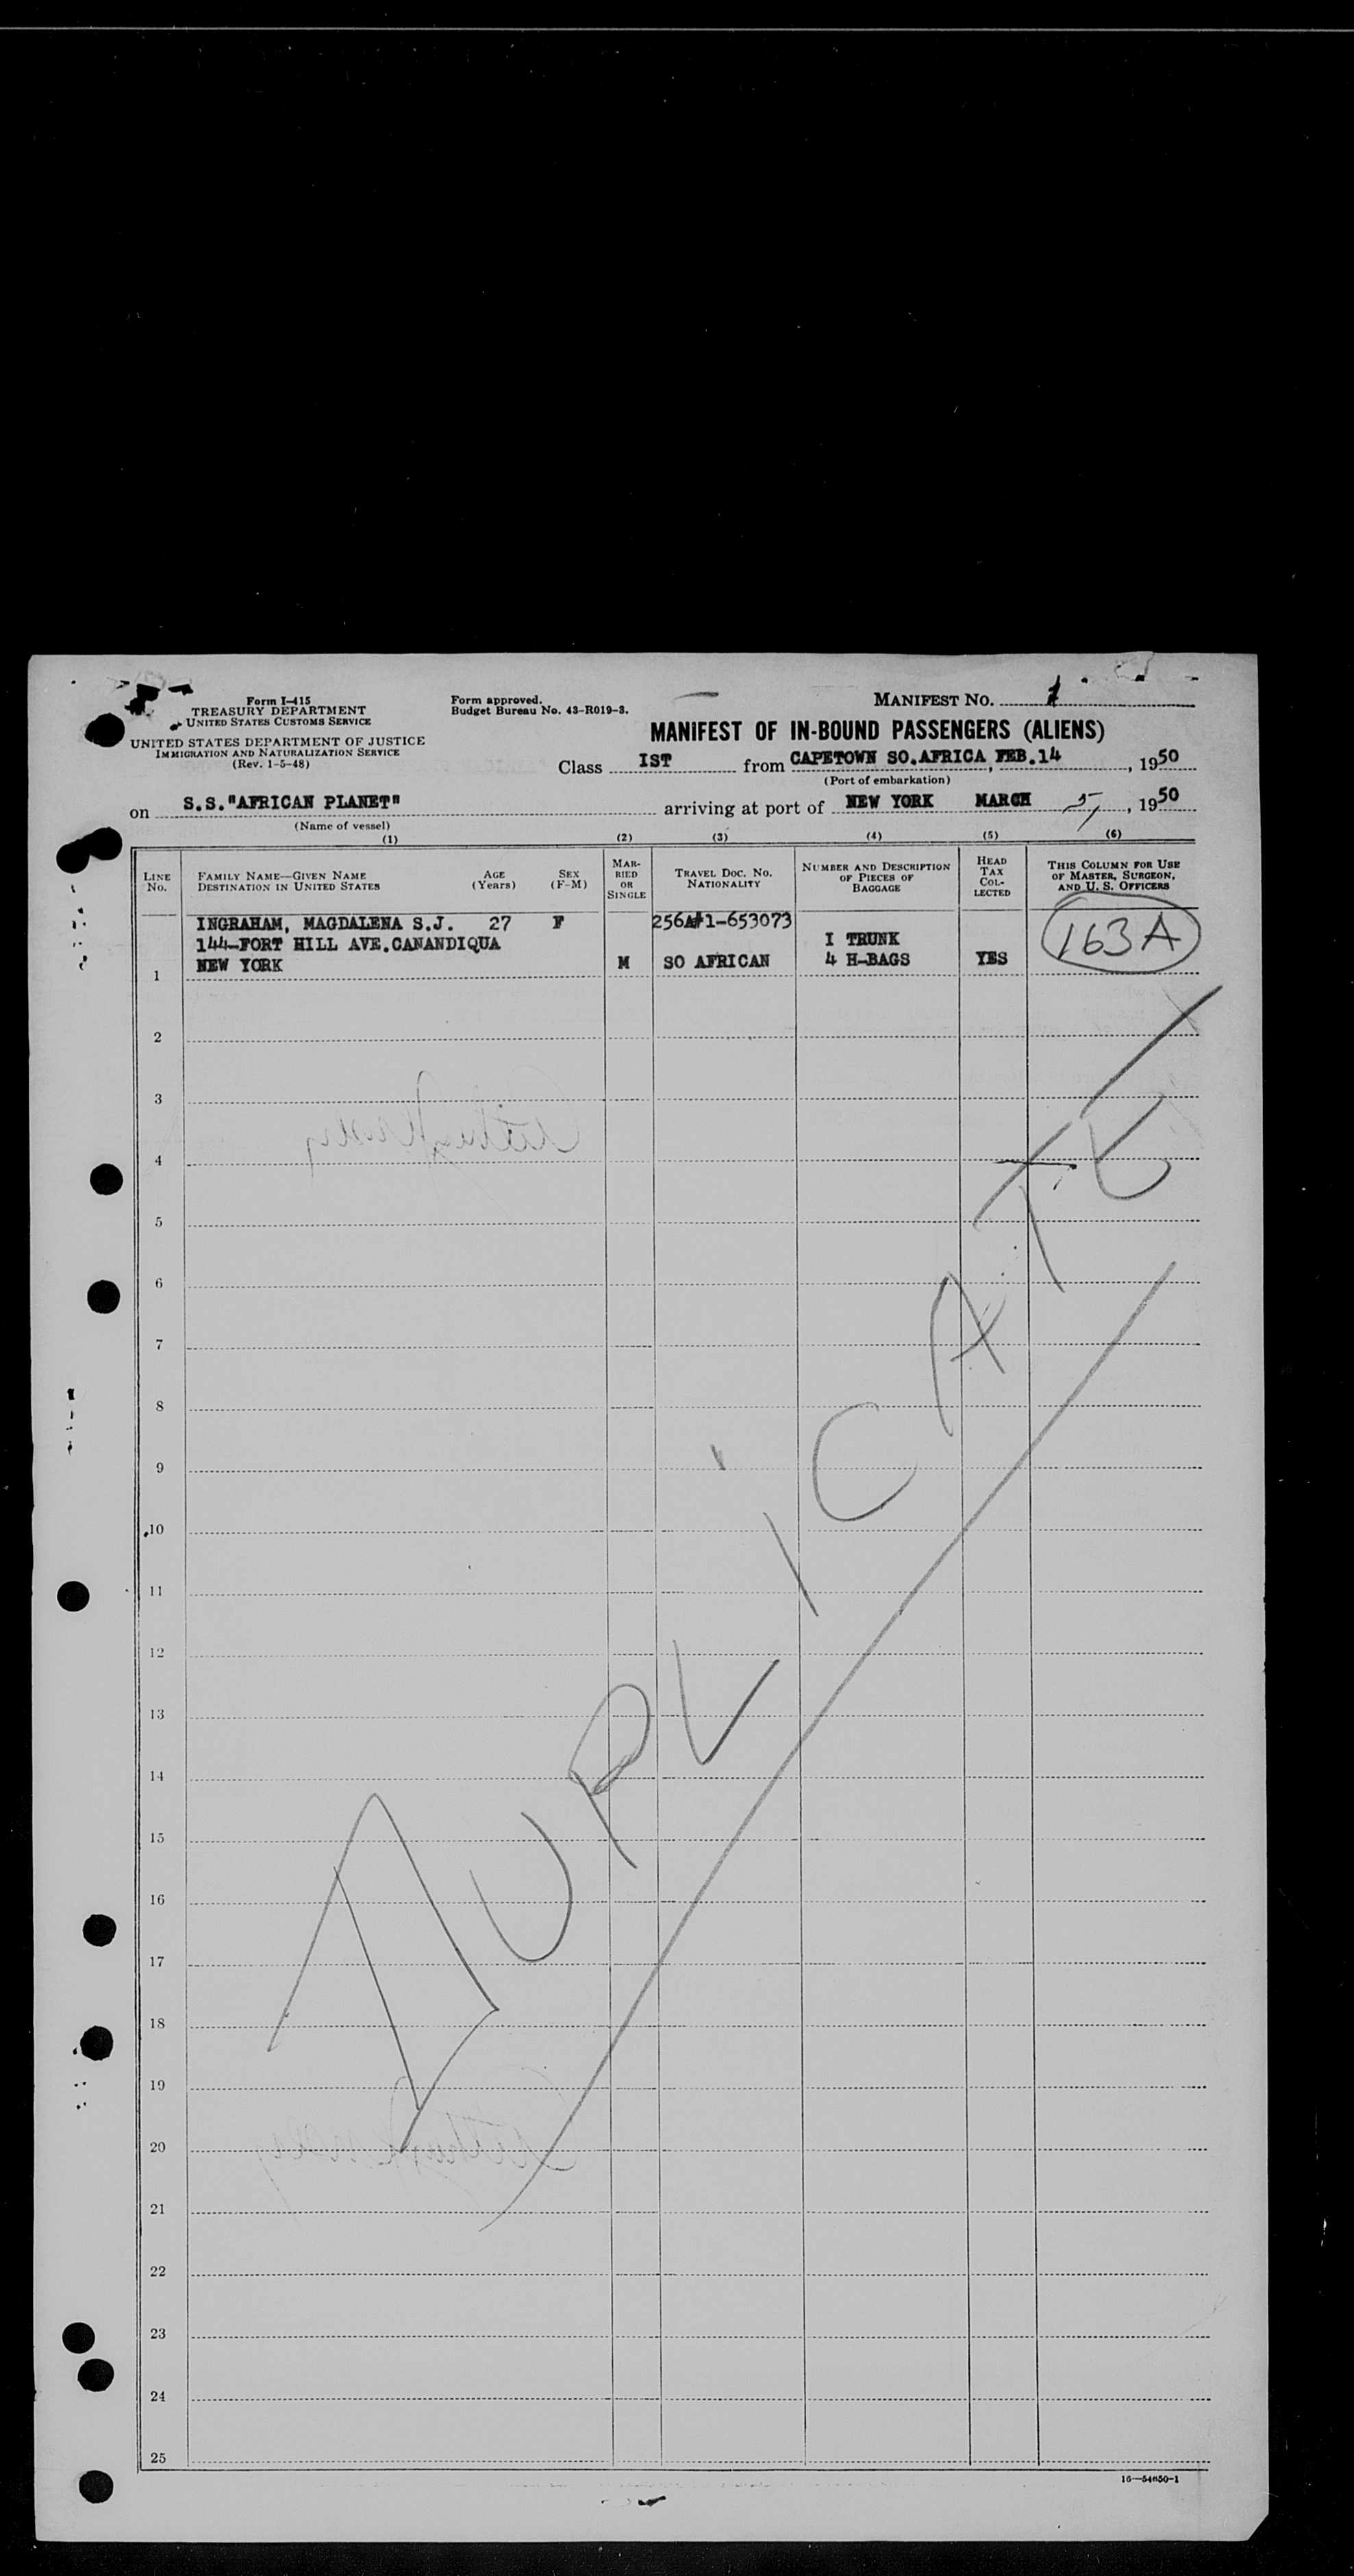 Form I-415
TREASURY DEPARTMENT
UNITED STATES CUSTOMS SERVICE
UNITED STATES DEPARTMENT OF JUSTICE
IMMIGRATION AND NATURALIZATION SERVICE
(Rev. 1-5-48)
Form approved.
Budget Bureau No. 43-R019-3.
MANIFEST NO. 1
MANIFEST OF IN-BOUND PASSENGERS (ALIENS)
Class IST from CAPETOWN SO.AFRICA, FEB.14, 1950
(Port of embarkation)
on S.S."AFRICAN PLANET" arriving at port of NEW YORK MARCH 5, 1950
(Name of vessel)
(1) (2) (3) (4) (5) (6)
LINE No.
FAMILY NAME—GIVEN NAME
DESTINATION IN UNITED STATES
AGE (Years)
SEX (F-M)
MARRIED OR SINGLE
TRAVEL DOC. NO.
NATIONALITY
NUMBER AND DESCRIPTION
OF PIECES OF
BAGGAGE
HEAD TAX COLLECTED
THIS COLUMN FOR USE
OF MASTER, SURGEON,
AND U. S. OFFICERS
INGRAHAM, MAGDALENA S.J. 27 F 256A#1-653073
144-FORT HILL AVE.CANANDIQUA I TRUNK 163A
1 NEW YORK M SO AFRICAN 4 H-BAGS YES
2
3
4
5
6
7
8
9
10
11
12
13
14
15
16
17
18
19
20
21
22
23
24
25
DUPLICATE
16—54650-1